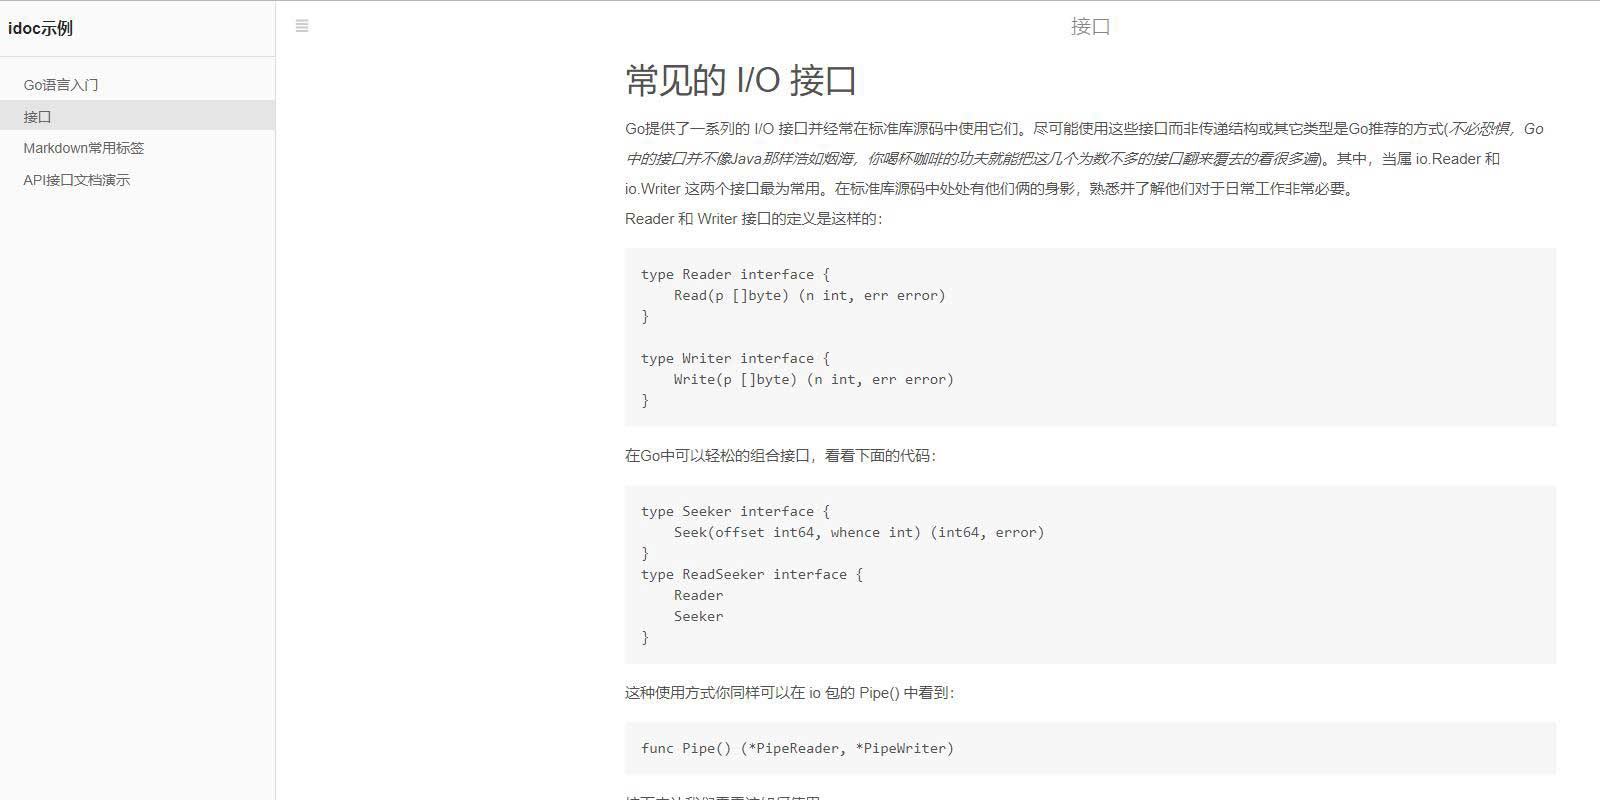 idoc示例
Go语言入门
接口
Markdown常用标签
API接口文档演示
接口
常见的 I/O 接口
Go提供了一系列的 I/O 接口并经常在标准库源码中使用它们。尽可能使用这些接口而非传递结构或其它类型是Go推荐的方式(不必恐惧，Go
中的接口并不像Java那样浩如烟海，你喝杯咖啡的功夫就能把这几个为数不多的接口翻来覆去的看很多遍)。其中，当属 io.Reader 和
io.Writer 这两个接口最为常用。在标准库源码中处处有他们俩的身影，熟悉并了解他们对于日常工作非常必要。
Reader 和 Writer 接口的定义是这样的：
type Reader interface {
    Read(p []byte) (n int, err error)
}
type Writer interface {
    Write(p []byte) (n int, err error)
}
在Go中可以轻松的组合接口，看看下面的代码：
type Seeker interface {
    Seek(offset int64, whence int) (int64, error)
}
type ReadSeeker interface {
    Reader
    Seeker
}
这种使用方式你同样可以在 io 包的 Pipe() 中看到：
func Pipe() (*PipeReader, *PipeWriter)